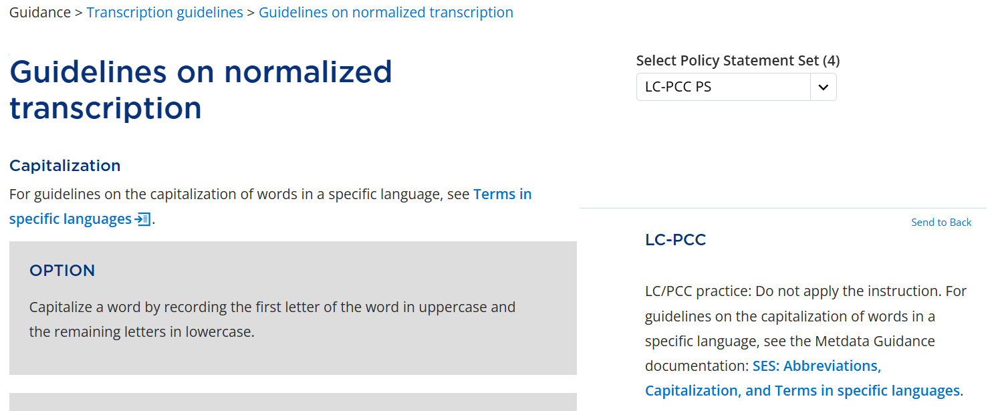 Guidance > Transcription guidelines > Guidelines on normalized transcription
Guidelines on normalized
transcription
Select Policy Statement Set (4)
LC-PCC PS
Capitalization
For guidelines on the capitalization of words in a specific language, see Terms in
specific languages.
OPTION
Capitalize a word by recording the first letter of the word in uppercase and
the remaining letters in lowercase.
Send to Back
LC-PCC
LC/PCC practice: Do not apply the instruction. For
guidelines on the capitalization of words in a
specific language, see the Metdata Guidance
documentation: SES: Abbreviations,
Capitalization, and Terms in specific languages.